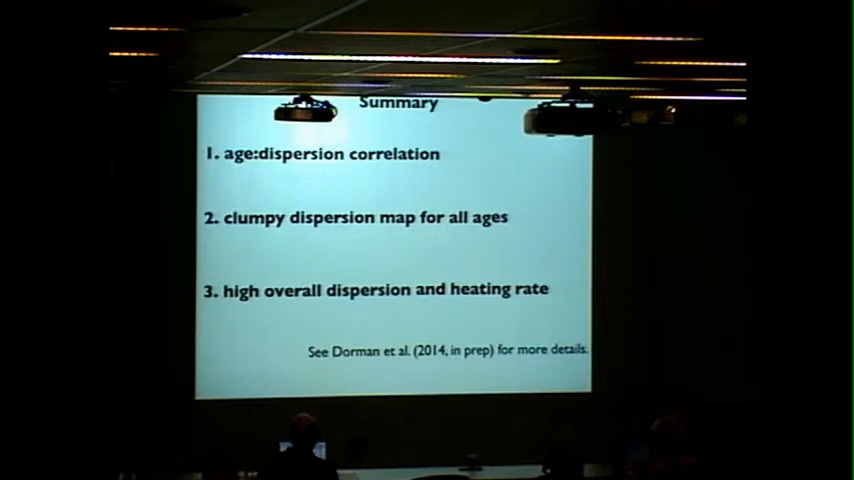 Summary
1. age:dispersion correlation
2. clumpy dispersion map for all ages
3. high overall dispersion and heating rate
See Dorman et al. (2014, in prep) for more details.